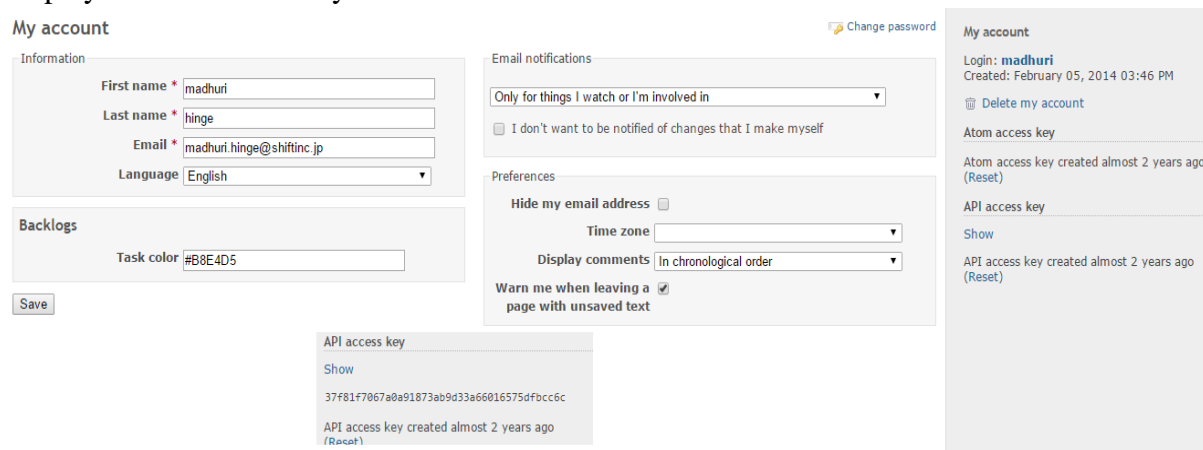 My account
Change password
Information
First name * madhuri
Last name * hinge
Email * madhuri.hinge@shiftinc.jp
Language English
Backlogs
Task color #B8E4D5
Save
Email notifications
Only for things I watch or I'm involved in
I don't want to be notified of changes that I make myself
Preferences
Hide my email address
Time zone
Display comments In chronological order
Warn me when leaving a
page with unsaved text
API access key
Show
37f81f7067a0a91873ab9d33a66016575dfbcc6c
API access key created almost 2 years ago
(Reset)
My account
Login: madhuri
Created: February 05, 2014 03:46 PM
Delete my account
Atom access key
Atom access key created almost 2 years ago
(Reset)
API access key
Show
API access key created almost 2 years ago
(Reset)